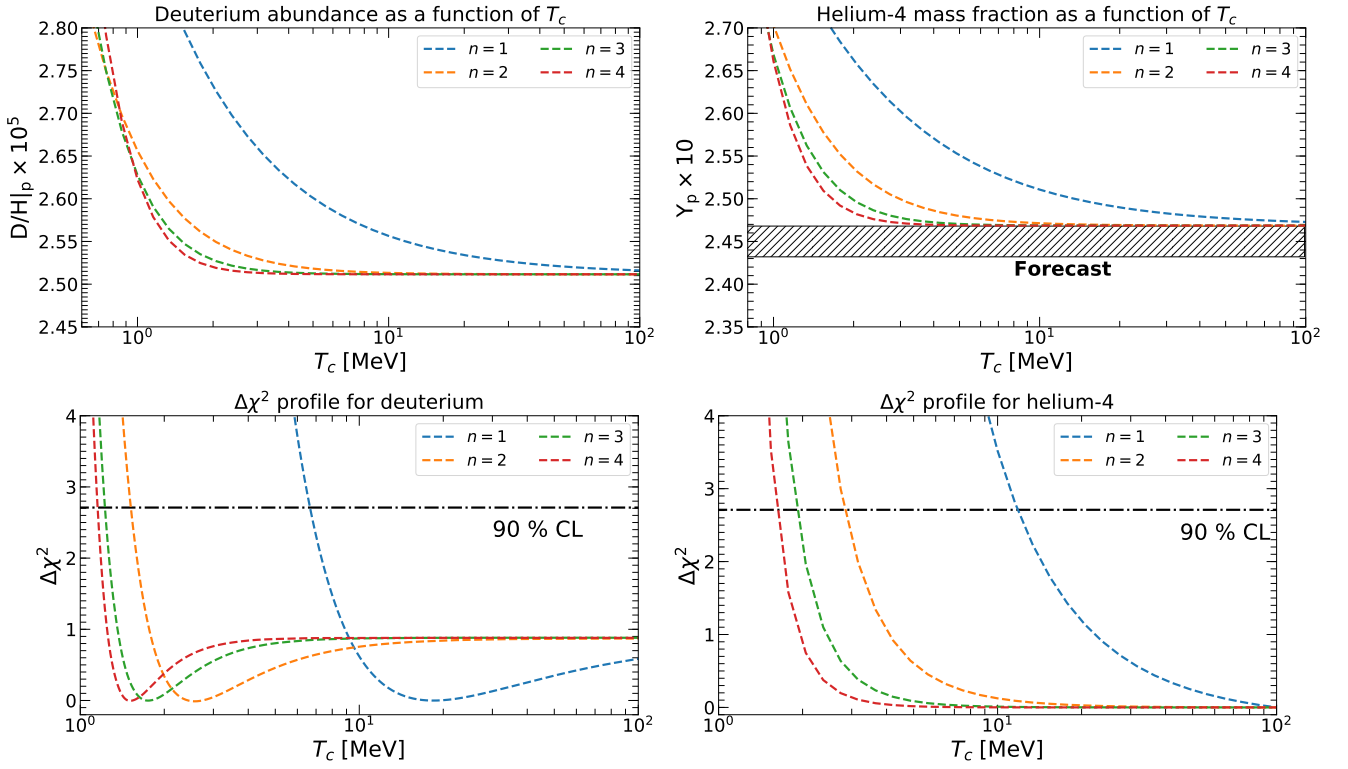 Deuterium abundance as a function of T_c
2.80
2.75
2.70
2.65
2.60
2.55
2.50
2.45
D/H|_p × 10^5
n = 1
n = 2
n = 3
n = 4
10^0
10^1
10^2
T_c [MeV]
Helium-4 mass fraction as a function of T_c
2.70
2.65
2.60
2.55
2.50
2.45
2.40
2.35
Y_p × 10
n = 1
n = 2
n = 3
n = 4
Forecast
10^0
10^1
10^2
T_c [MeV]
Δχ^2 profile for deuterium
4
3
2
1
0
Δχ^2
n = 1
n = 2
n = 3
n = 4
90 % CL
10^0
10^1
10^2
T_c [MeV]
Δχ^2 profile for helium-4
4
3
2
1
0
Δχ^2
n = 1
n = 2
n = 3
n = 4
90 % CL
10^0
10^1
10^2
T_c [MeV]